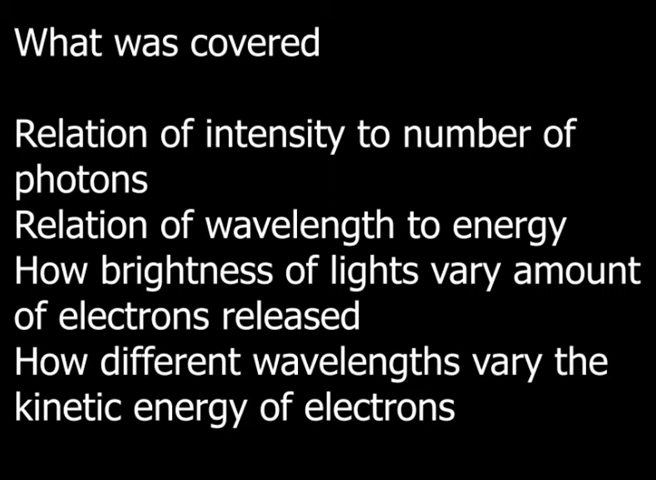 What was covered
Relation of intensity to number of
photons
Relation of wavelength to energy
How brightness of lights vary amount
of electrons released
How different wavelengths vary the
kinetic energy of electrons